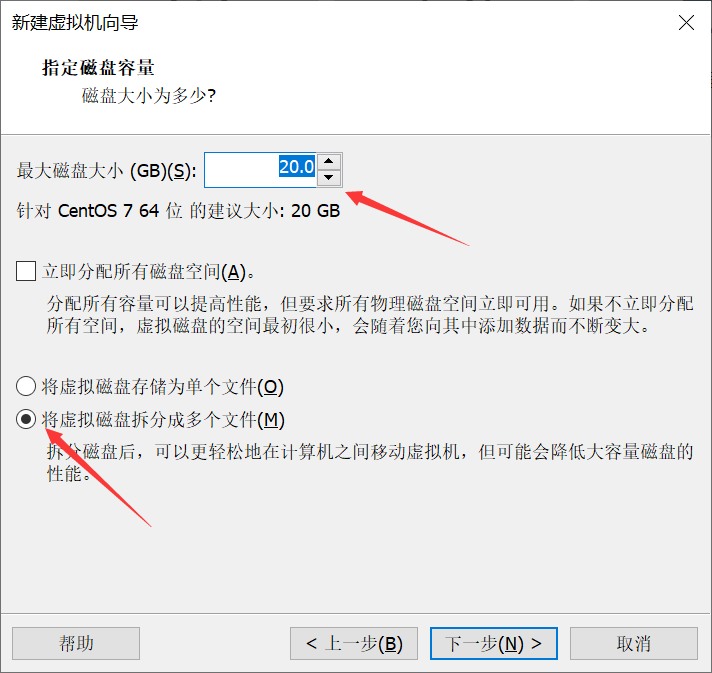 新建虚拟机向导
指定磁盘容量
磁盘大小为多少?
最大磁盘大小 (GB)(S): 20.0
针对 CentOS 7 64 位 的建议大小: 20 GB
立即分配所有磁盘空间(A)。
分配所有容量可以提高性能，但要求所有物理磁盘空间立即可用。如果不立即分配
所有空间，虚拟磁盘的空间最初很小，会随着您向其中添加数据而不断变大。
将虚拟磁盘存储为单个文件(O)
将虚拟磁盘拆分成多个文件(M)
拆分磁盘后，可以更轻松地在计算机之间移动虚拟机，但可能会降低大容量磁盘的
性能。
帮助 < 上一步(B) 下一步(N) > 取消